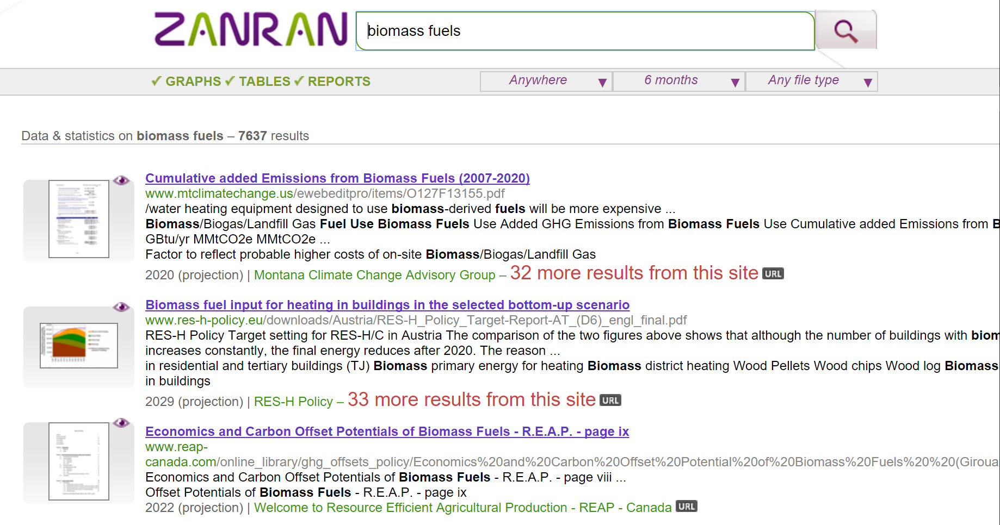 ZANRAN
biomass fuels
✓ GRAPHS ✓ TABLES ✓ REPORTS
Anywhere ▼ 6 months ▼ Any file type ▼
Data & statistics on biomass fuels – 7637 results
Cumulative added Emissions from Biomass Fuels (2007-2020)
www.mtclimatechange.us/ewebeditpro/items/O127F13155.pdf
/water heating equipment designed to use biomass-derived fuels will be more expensive ...
Biomass/Biogas/Landfill Gas Fuel Use Biomass Fuels Use Added GHG Emissions from Biomass Fuels Use Cumulative added Emissions from B
GBtu/yr MMtCO2e MMtCO2e ...
Factor to reflect probable higher costs of on-site Biomass/Biogas/Landfill Gas
2020 (projection) | Montana Climate Change Advisory Group – 32 more results from this site URL
Biomass fuel input for heating in buildings in the selected bottom-up scenario
www.res-h-policy.eu/downloads/Austria/RES-H_Policy_Target-Report-AT_(D6)_engl_final.pdf
RES-H Policy Target setting for RES-H/C in Austria The comparison of the two figures above shows that although the number of buildings with biom
increases constantly, the final energy reduces after 2020. The reason ...
in residential and tertiary buildings (TJ) Biomass primary energy for heating Biomass district heating Wood Pellets Wood chips Wood log Biomass
in buildings
2029 (projection) | RES-H Policy – 33 more results from this site URL
Economics and Carbon Offset Potentials of Biomass Fuels - R.E.A.P. - page ix
www.reap-
canada.com/online_library/ghg_offsets_policy/Economics%20and%20Carbon%20Offset%20Potential%20of%20Biomass%20Fuels%20%20(Giroua
Economics and Carbon Offset Potentials of Biomass Fuels - R.E.A.P. - page viii ...
Offset Potentials of Biomass Fuels - R.E.A.P. - page ix
2022 (projection) | Welcome to Resource Efficient Agricultural Production - REAP - Canada URL